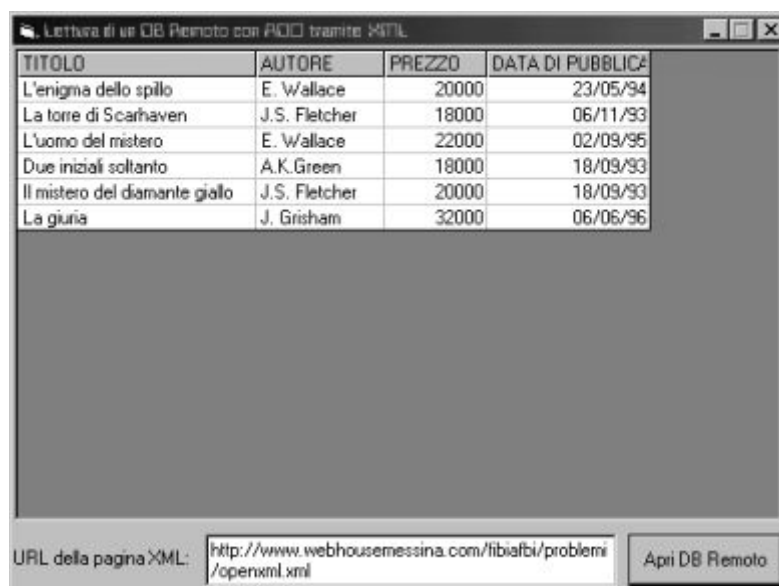 Lettura di un DB Remoto con ADO tramite XML
TITOLO AUTORE PREZZO DATA DI PUBBLICA
L'enigma dello spillo E. Wallace 20000 23/05/94
La torre di Scarhaven J.S. Fletcher 18000 06/11/93
L'uomo del mistero E. Wallace 22000 02/09/95
Due iniziali soltanto A.K.Green 18000 18/09/93
Il mistero del diamante giallo J.S. Fletcher 20000 18/09/93
La giuria J. Grisham 32000 06/06/96
URL della pagina XML: http://www.webhousemessina.com/fibiafbi/problemi
/openxml.xml
Apri DB Remoto